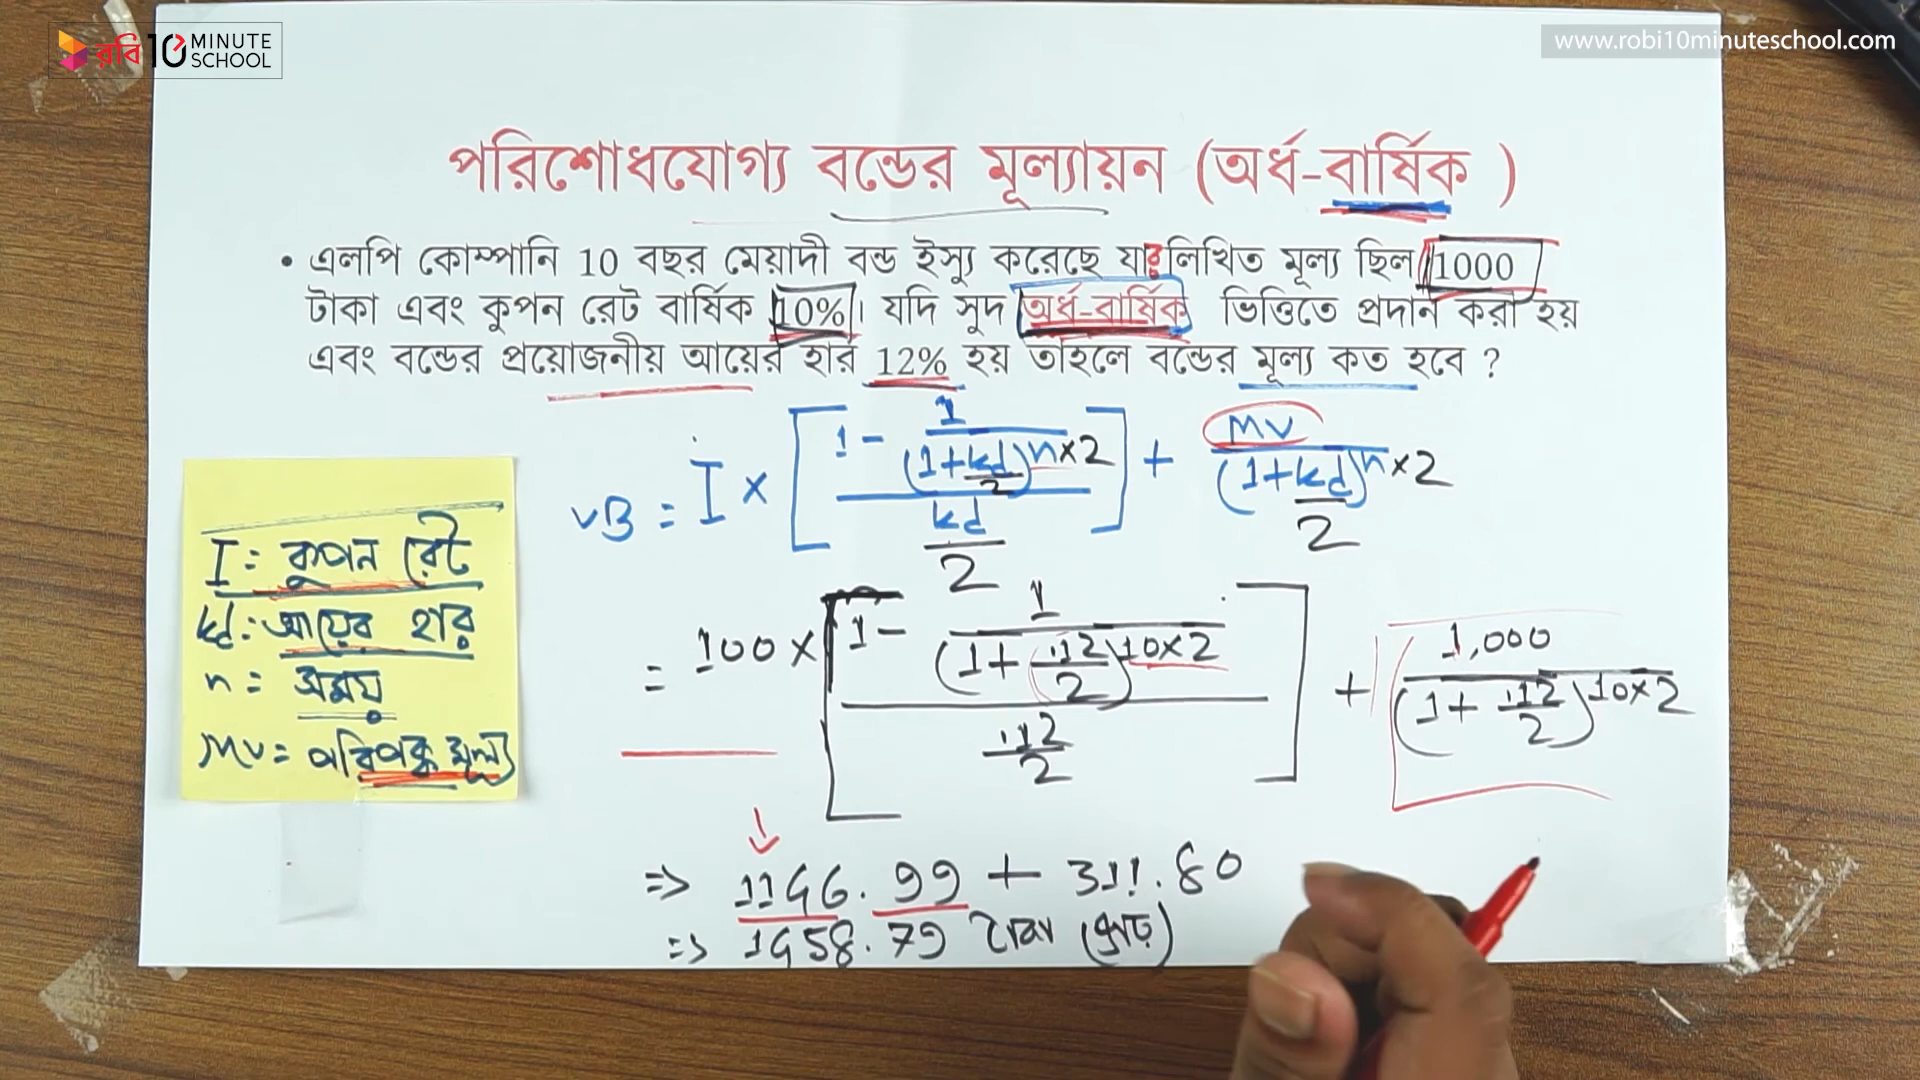 রবি 10 MINUTE SCHOOL
www.robi10minuteschool.com
পরিশোধযোগ্য বন্ডের মূল্যায়ন (অর্ধ-বার্ষিক )
• এলপি কোম্পানি 10 বছর মেয়াদী বন্ড ইস্যু করেছে যার লিখিত মূল্য ছিল 1000
টাকা এবং কুপন রেট বার্ষিক 10%। যদি সুদ অর্ধ-বার্ষিক ভিত্তিতে প্রদান করা হয়
এবং বন্ডের প্রয়োজনীয় আয়ের হার 12% হয় তাহলে বন্ডের মূল্য কত হবে ?
VB = I × [ (1 - 1/(1+kd/2)^n×2) / (kd/2) ] + MV/(1+kd/2)^n×2
= 100 × [ (1 - 1/(1+.12/2)^10×2) / (.12/2) ] + 1,000/(1+.12/2)^10×2
=> 1146.99 + 311.80
=> 1458.79 টাকা (প্রায়)
I = কুপন রেট
kd = আয়ের হার
n = সময়
MV = পরিপক্ক মূল্য